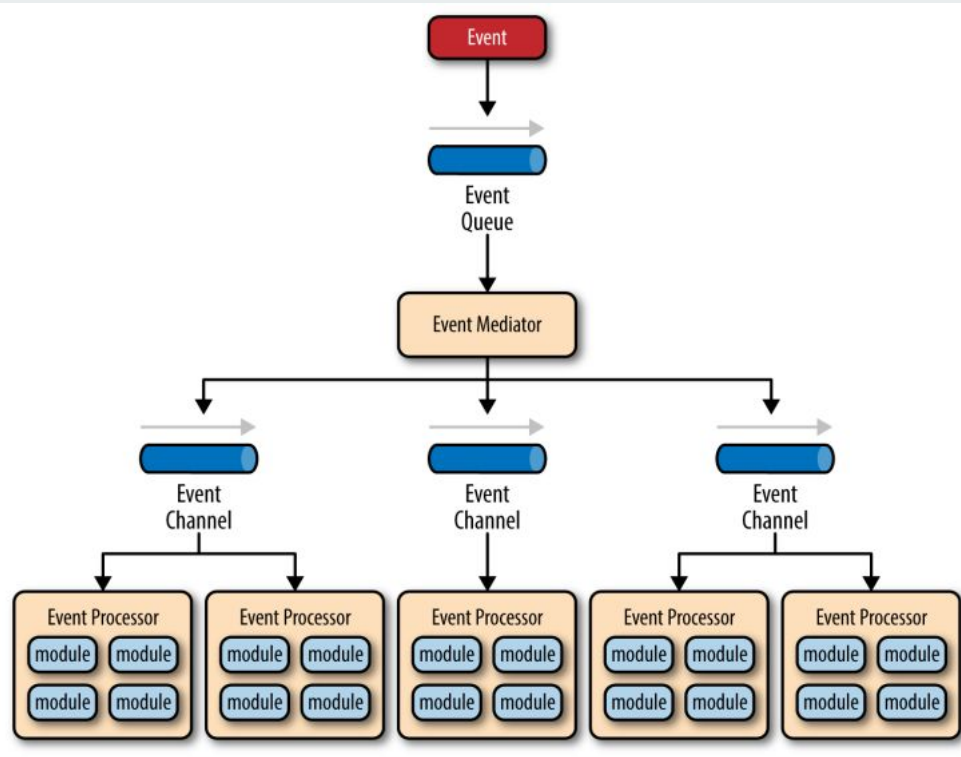 Event
Event
Queue
Event Mediator
Event
Channel
Event
Channel
Event
Channel
Event Processor
module module
module module
Event Processor
module module
module module
Event Processor
module module
module module
Event Processor
module module
module module
Event Processor
module module
module module